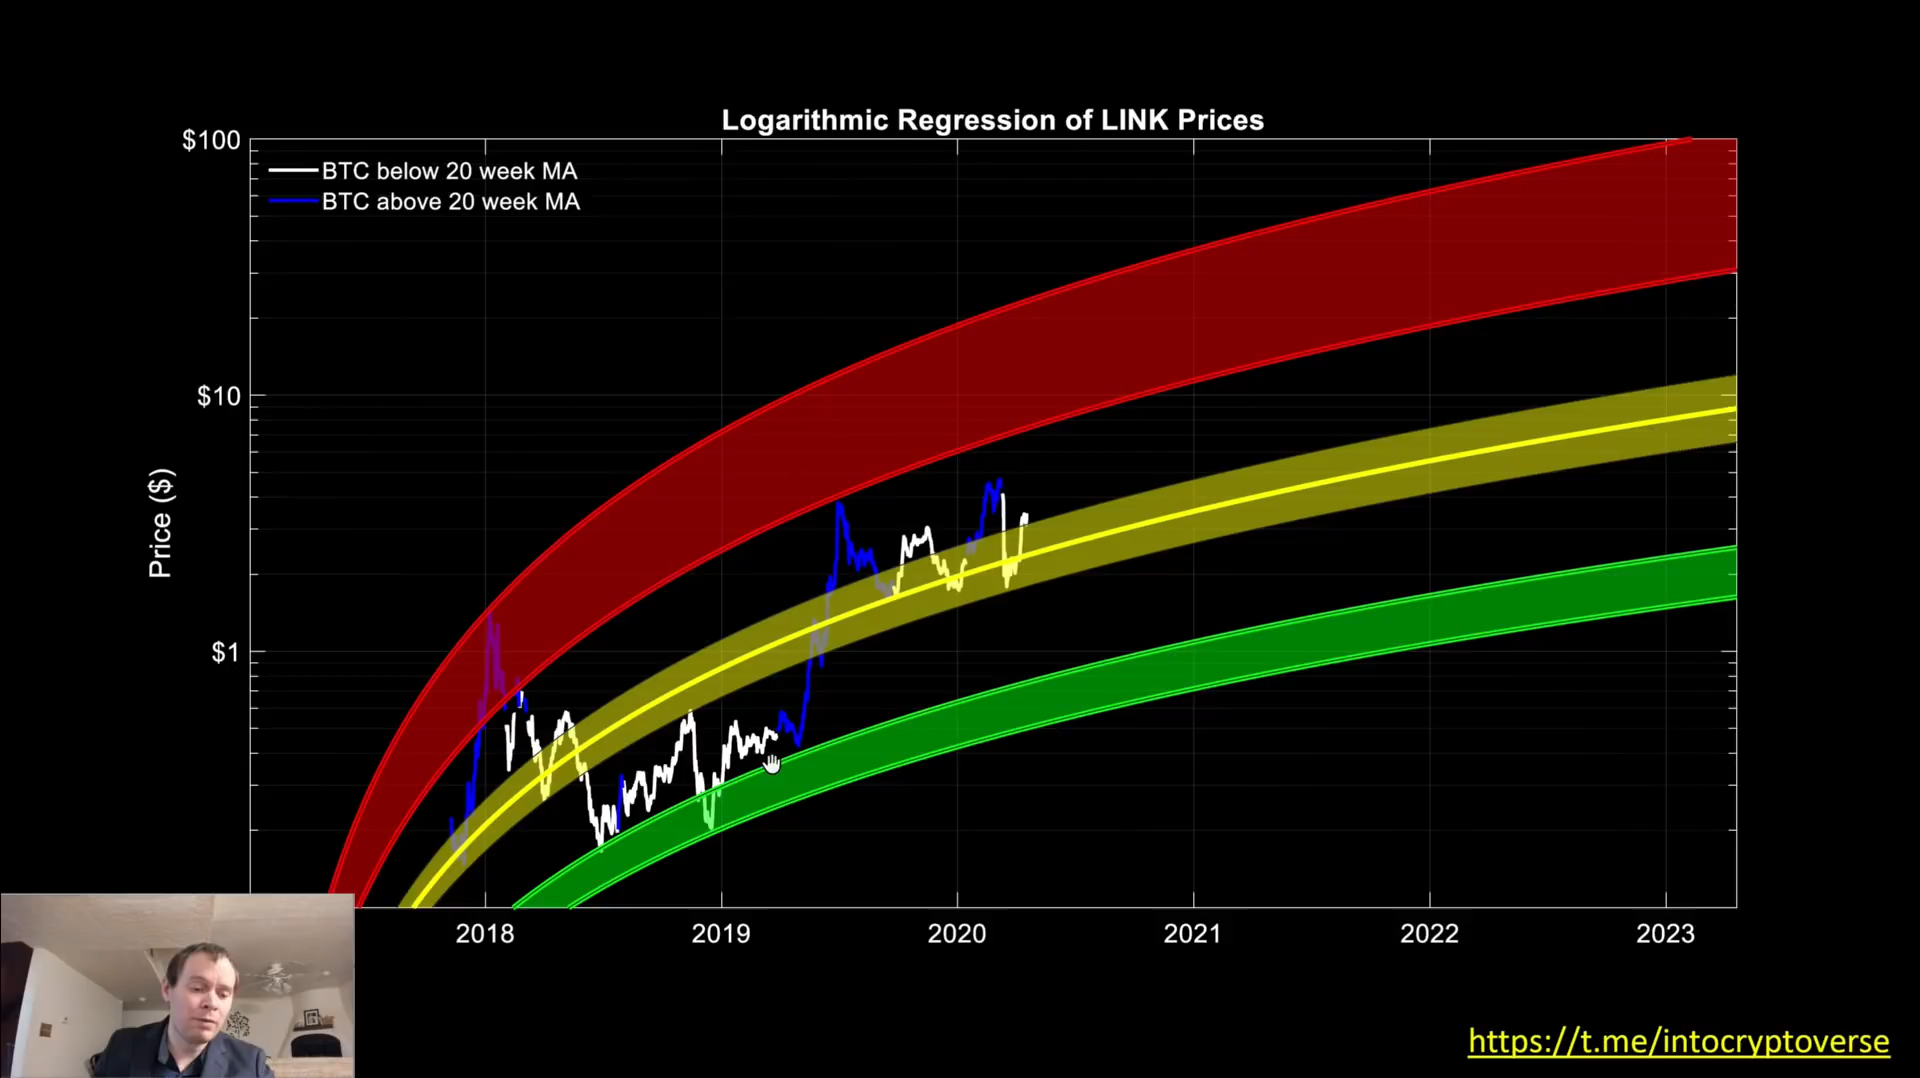 Logarithmic Regression of LINK Prices
$100
BTC below 20 week MA
BTC above 20 week MA
$10
Price ($)
$1
2018 2019 2020 2021 2022 2023
https://t.me/intocryptoverse